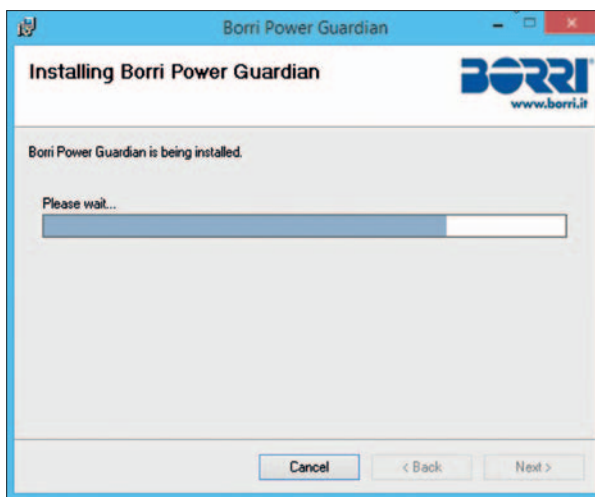 Borri Power Guardian
Installing Borri Power Guardian
BORRI
www.borri.it
Borri Power Guardian is being installed.
Please wait...
Cancel
< Back
Next >